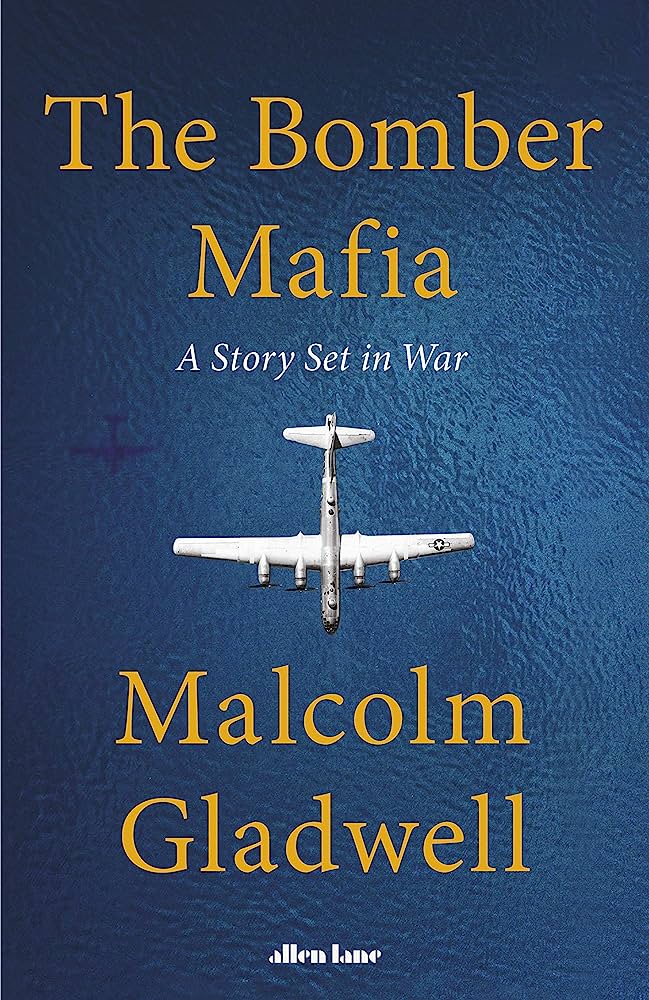 The Bomber
Mafia
A Story Set in War
Malcolm
Gladwell
allen lane